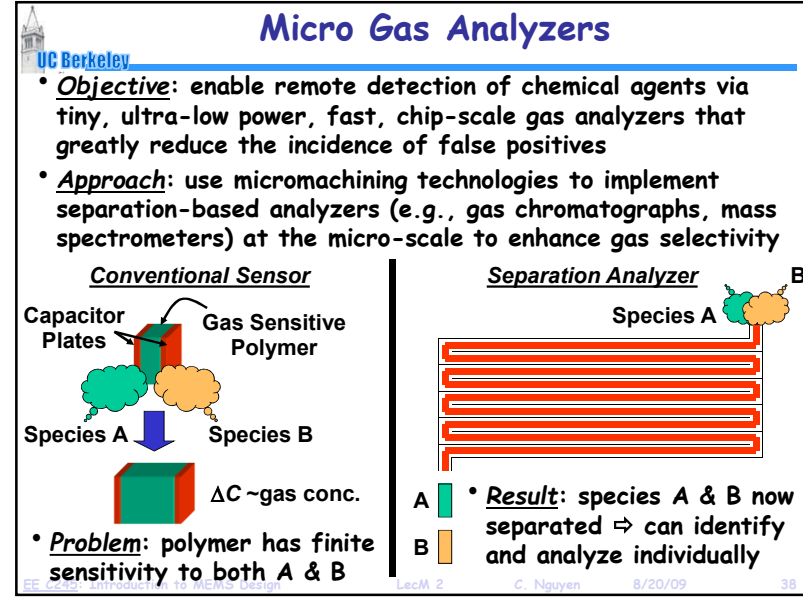 Micro Gas Analyzers
UC Berkeley
• Objective: enable remote detection of chemical agents via
tiny, ultra-low power, fast, chip-scale gas analyzers that
greatly reduce the incidence of false positives
• Approach: use micromachining technologies to implement
separation-based analyzers (e.g., gas chromatographs, mass
spectrometers) at the micro-scale to enhance gas selectivity
Conventional Sensor
Capacitor
Plates
Gas Sensitive
Polymer
Species A
Species B
ΔC ~gas conc.
• Problem: polymer has finite
sensitivity to both A & B
Separation Analyzer
B
Species A
A
B
• Result: species A & B now
separated ⇨ can identify
and analyze individually
EE C245: Introduction to MEMS Design LecM 2 C. Nguyen 8/20/09 38